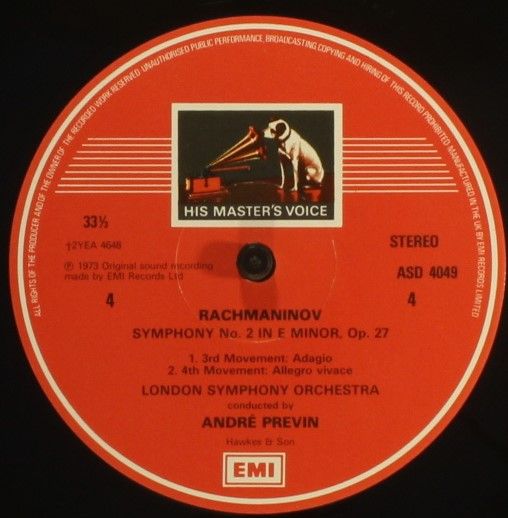 ALL RIGHTS OF THE PRODUCER AND OF THE OWNER OF THE RECORDED WORK RESERVED. UNAUTHORISED PUBLIC PERFORMANCE, BROADCASTING, COPYING AND HIRING OF THIS RECORD PROHIBITED. MANUFACTURED IN THE UK BY EMI RECORDS LIMITED
HIS MASTER'S VOICE
33⅓
†2YEA 4648
STEREO
℗ 1973 Original sound recording
made by EMI Records Ltd
ASD 4049
4
4
RACHMANINOV
SYMPHONY No. 2 IN E MINOR, Op. 27
1. 3rd Movement: Adagio
2. 4th Movement: Allegro vivace
LONDON SYMPHONY ORCHESTRA
conducted by
ANDRÉ PREVIN
Hawkes & Son
EMI